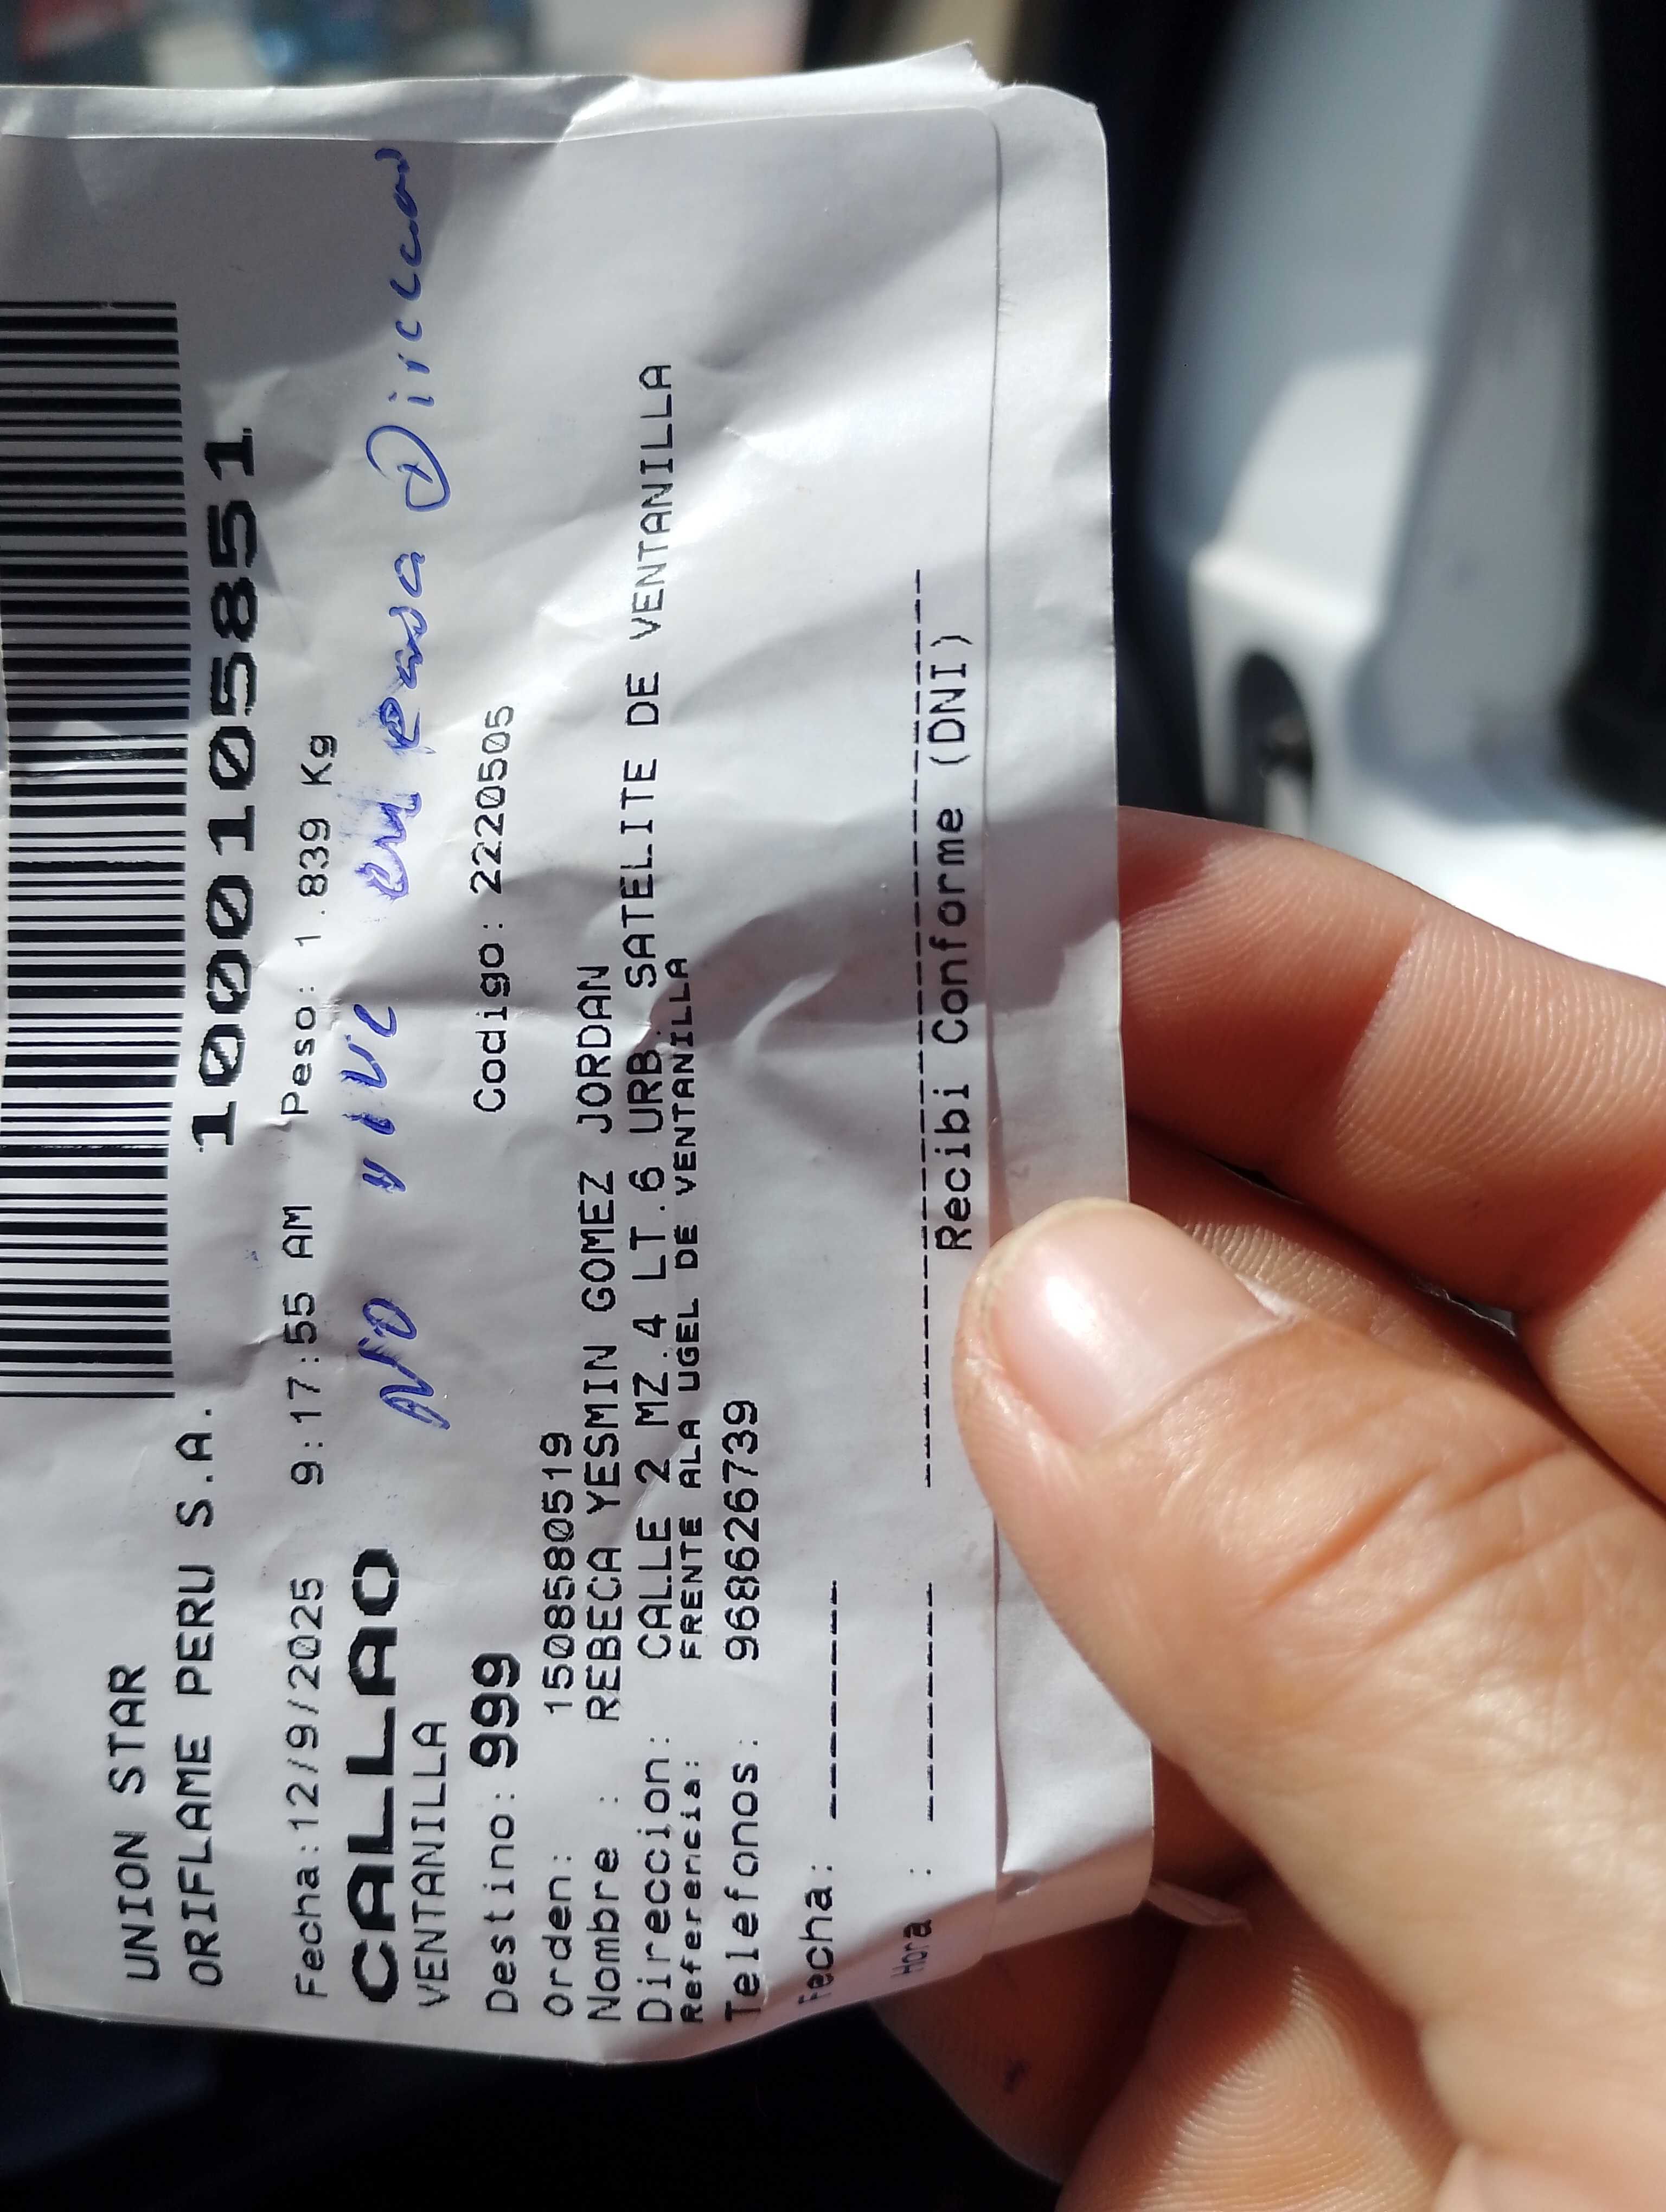 UNION STAR
ORIFLAME PERU S.A.
10001105851
Fecha:12/9/2025 9:17:55 AM Peso: 1.839 Kg
CALLAO
NO vive en esa Direccion
VENTANILLA
Destino: 999 Codigo: 2220505
Orden: 1508580519
Nombre : REBECA YESMIN GOMEZ JORDAN
Direccion: CALLE 2 MZ.4 LT.6 URB. SATELITE DE VENTANILLA
Referencia: FRENTE ALA UGEL DE VENTANILLA
Telefonos: 968626739
Fecha: ----------
Hora : ----------
Recibi Conforme (DNI)